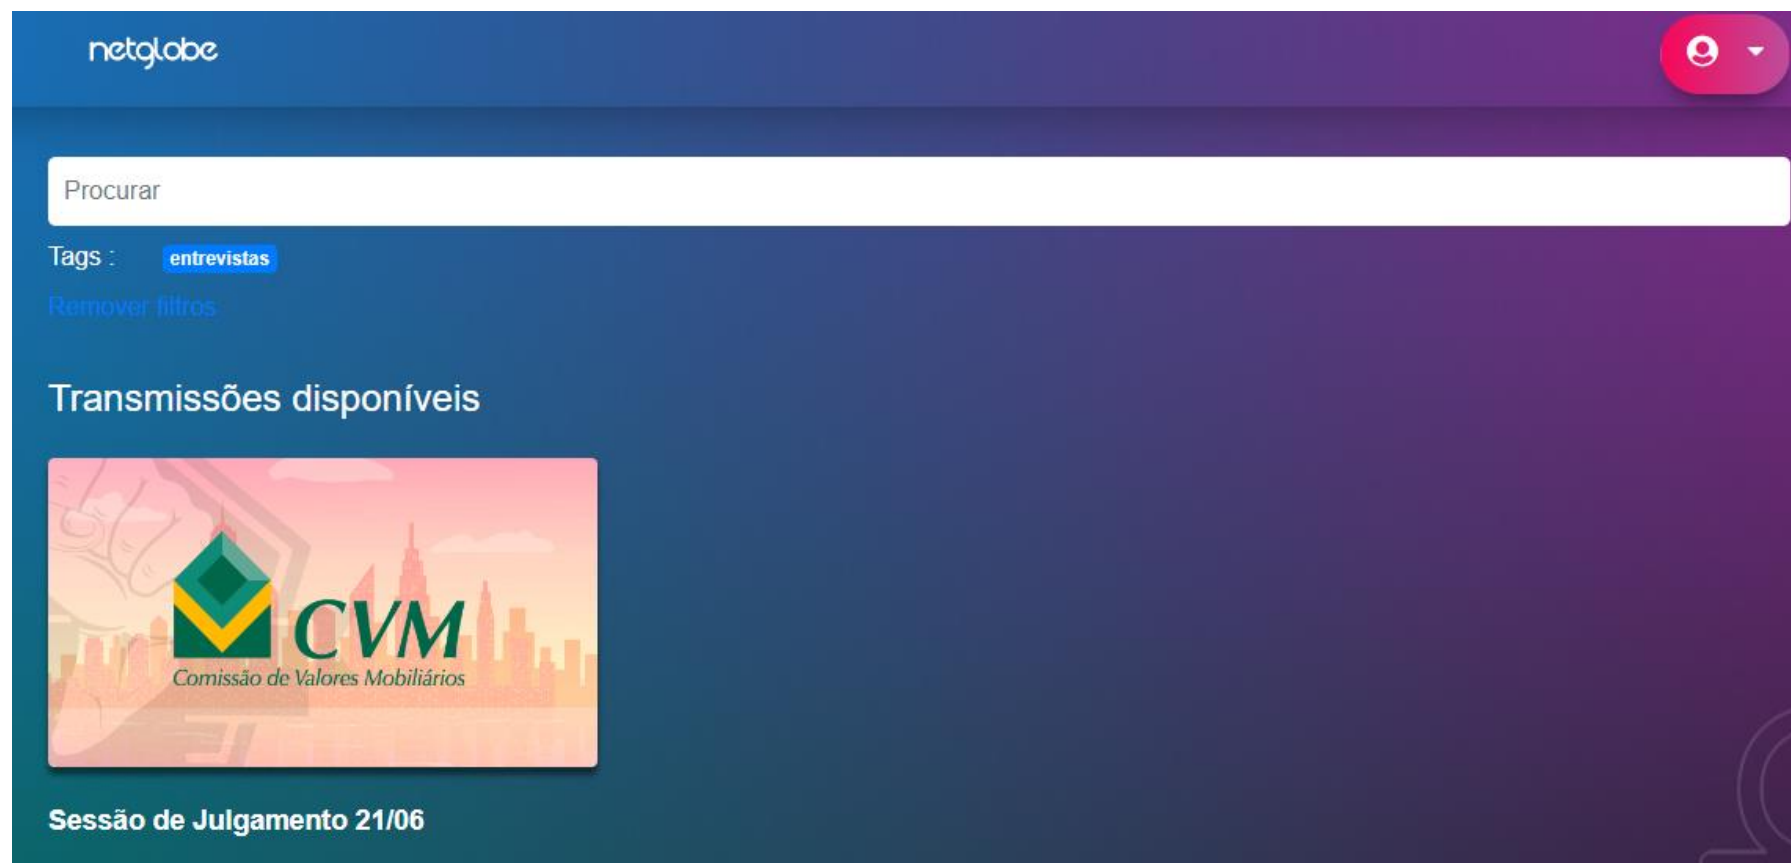 netglobe
Procurar
Tags : entrevistas
Remover filtros
Transmissões disponíveis
CVM
Comissão de Valores Mobiliários
Sessão de Julgamento 21/06